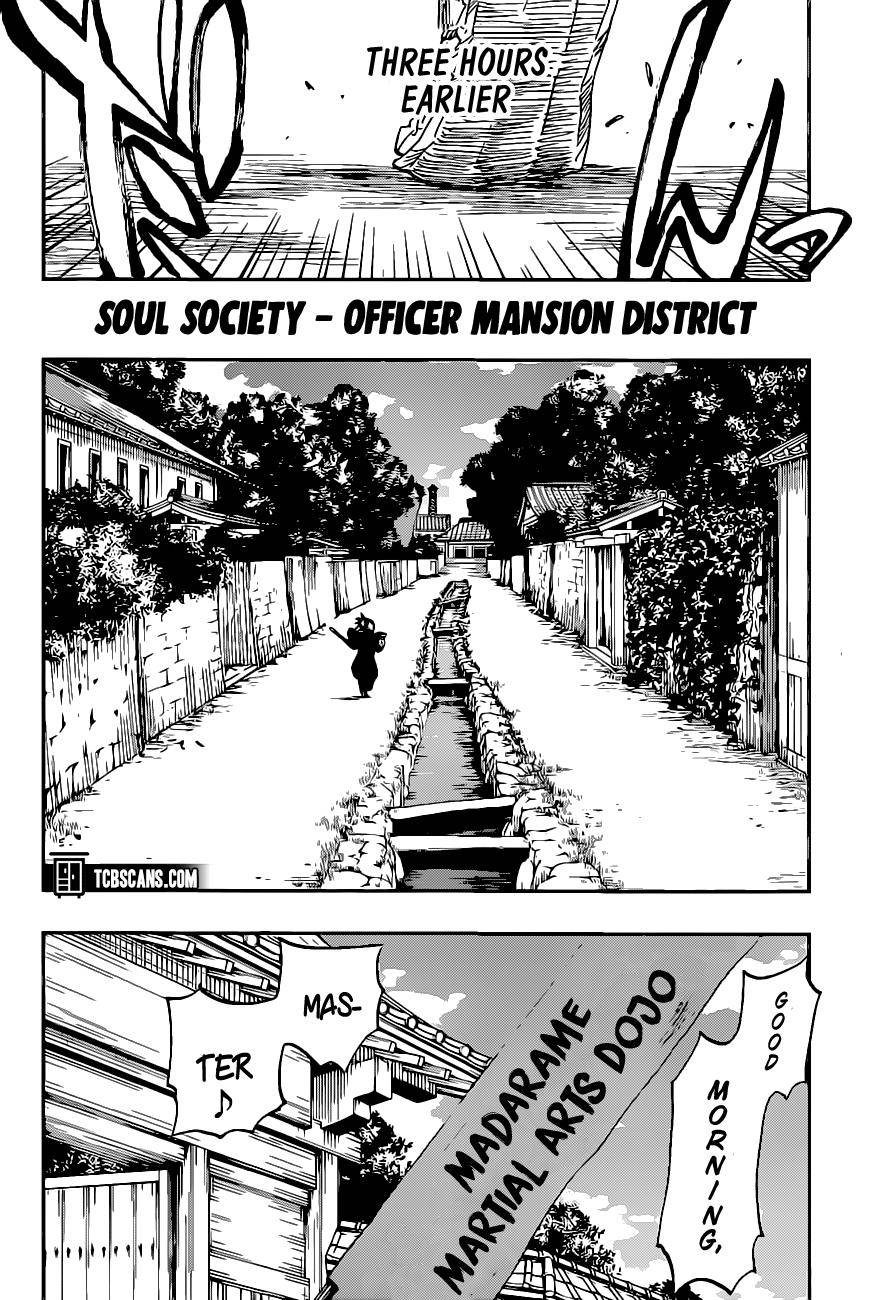 THREE HOURS
EARLIER
SOUL SOCIETY – OFFICER MANSION DISTRICT
TCBSCANS.COM
GOOD
MORNING,
MAS-
TER♪
MADARAME
MARTIAL ARTS DOJO